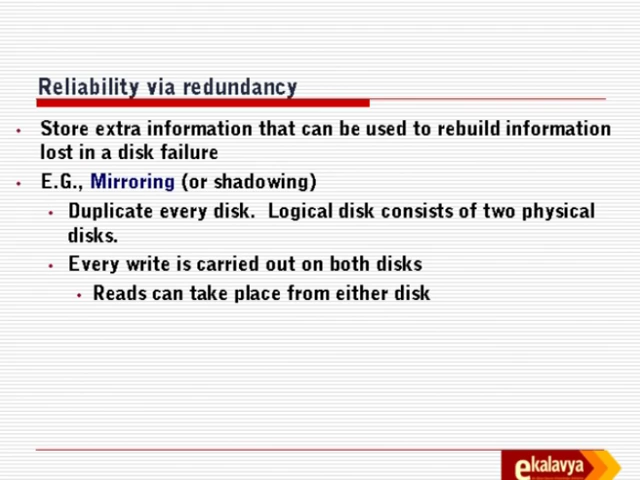 Reliability via redundancy
• Store extra information that can be used to rebuild information
lost in a disk failure
• E.G., Mirroring (or shadowing)
• Duplicate every disk. Logical disk consists of two physical
disks.
• Every write is carried out on both disks
• Reads can take place from either disk
ekalavya